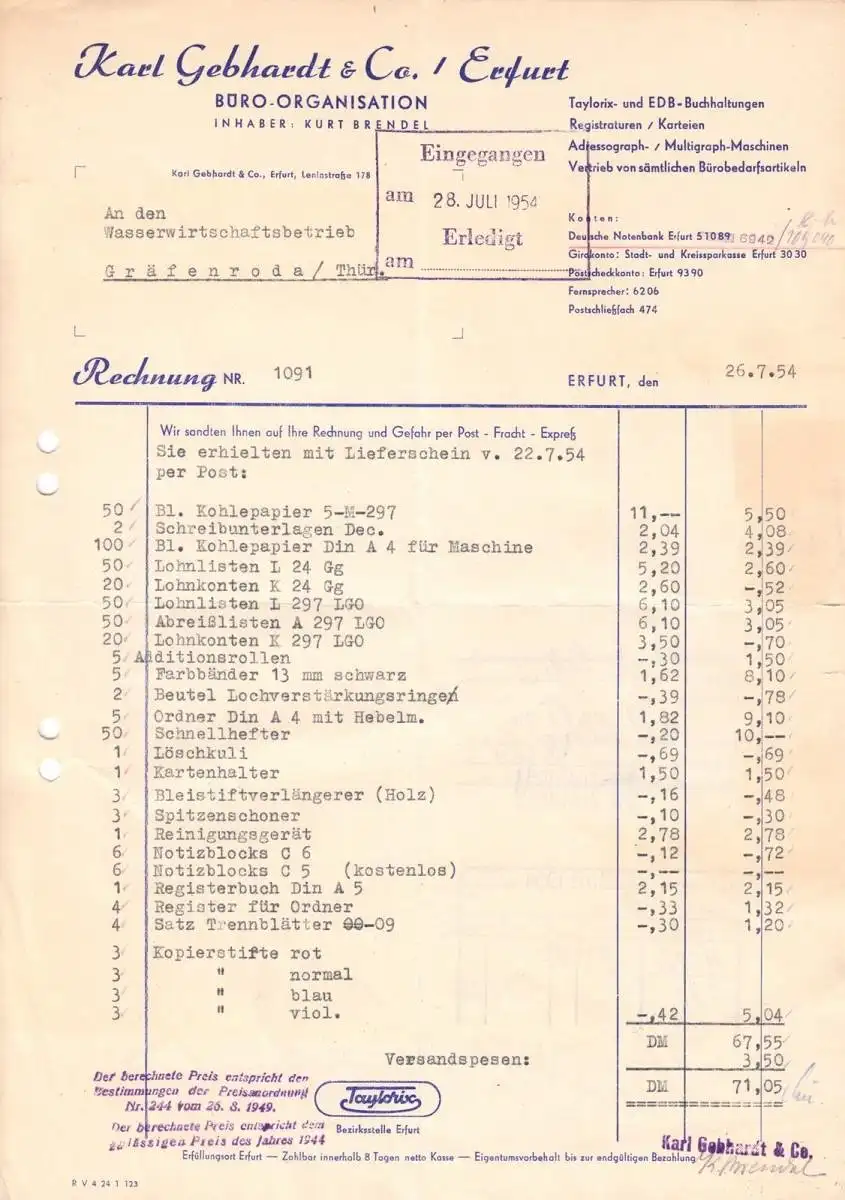 Karl Gebhardt & Co. / Erfurt
BÜRO-ORGANISATION
INHABER: KURT BRENDEL
Taylorix- und EDB-Buchhaltungen
Registraturen / Karteien
Adressograph- / Multigraph-Maschinen
Vertrieb von sämtlichen Bürobedarfsartikeln
Eingegangen
am 28. JULI 1954
Erledigt
am
Karl Gebhardt & Co., Erfurt, Leninstraße 178
An den
Wasserwirtschaftsbetrieb
Gräfenroda/Thür.
Konten:
Deutsche Notenbank Erfurt 51089
Girokonto: Stadt- und Kreissparkasse Erfurt 3030
Postscheckkonto: Erfurt 9390
Fernsprecher: 6206
Postschließfach 474
Rechnung NR. 1091
ERFURT, den 26.7.54
Wir sandten Ihnen auf Ihre Rechnung und Gefahr per Post - Fracht - Expreß
Sie erhielten mit Lieferschein v. 22.7.54
per Post:
50 Bl. Kohlepapier 5-M-297 11,-- 5,50
2 Schreibunterlagen Dec. 2,04 4,08
100 Bl. Kohlepapier Din A 4 für Maschine 2,39 2,39
50 Lohnlisten L 24 Gg 5,20 2,60
20 Lohnkonten K 24 Gg 2,60 -,52
50 Lohnlisten L 297 LGO 6,10 3,05
50 Abreißlisten A 297 LGO 6,10 3,05
20 Lohnkonten K 297 LGO 3,50 -,70
5 Additionsrollen -,30 1,50
5 Farbbänder 13 mm schwarz 1,62 8,10
2 Beutel Lochverstärkungsringen -,39 -,78
5 Ordner Din A 4 mit Hebelm. 1,82 9,10
50 Schnellhefter -,20 10,--
1 Löschkuli -,69 -,69
1 Kartenhalter 1,50 1,50
3 Bleistiftverlängerer (Holz) -,16 -,48
3 Spitzenschoner -,10 -,30
1 Reinigungsgerät 2,78 2,78
6 Notizblocks C 6 -,12 -,72
6 Notizblocks C 5 (kostenlos) -,-- -,--
1 Registerbuch Din A 5 2,15 2,15
4 Register für Ordner -,33 1,32
4 Satz Trennblätter 00-09 -,30 1,20
3 Kopierstifte rot
3 " normal
3 " blau
3 " viol. -,42 5,04
DM 67,55
Versandspesen: 3,50
DM 71,05
Der berechnete Preis entspricht den
Bestimmungen der Preisanordnung
Nr. 244 vom 26. 8. 1949.
Der berechnete Preis entspricht dem
zulässigen Preis des Jahres 1944
Taylorix
Bezirksstelle Erfurt
Karl Gebhardt & Co.
K. Brendel
Erfüllungsort Erfurt — Zahlbar innerhalb 8 Tagen netto Kasse — Eigentumsvorbehalt bis zur endgültigen Bezahlung
R V 4 24 1 123